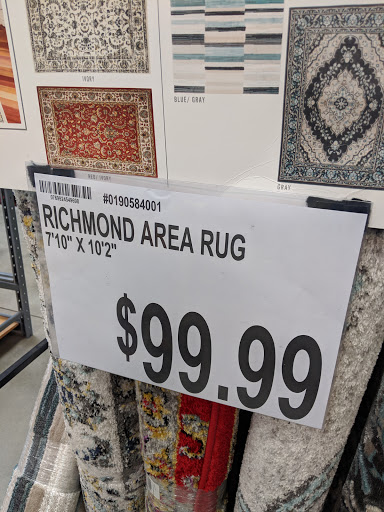 IVORY
BLUE/ GRAY
GRAY
#0190584001
RICHMOND AREA RUG
7'10" X 10'2"
$99.99